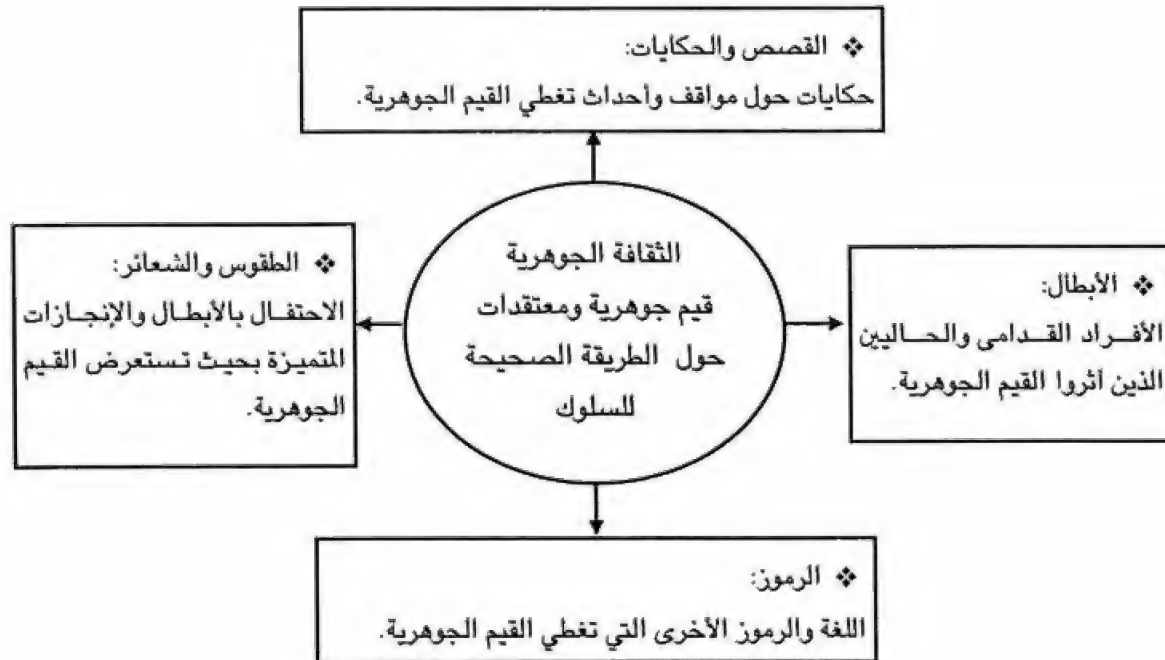 ❖ القصص والحكايات:
حكايات حول مواقف وأحداث تغطي القيم الجوهرية.
الثقافة الجوهرية
قيم جوهرية ومعتقدات
حول الطريقة الصحيحة
للسلوك
❖ الأبطال:
الأفراد القدامى والحاليين
الذين أثروا القيم الجوهرية.
❖ الطقوس والشعائر:
الاحتفال بالأبطال والإنجازات
المتميزة بحيث تستعرض القيم
الجوهرية.
❖ الرموز:
اللغة والرموز الأخرى التي تغطي القيم الجوهرية.